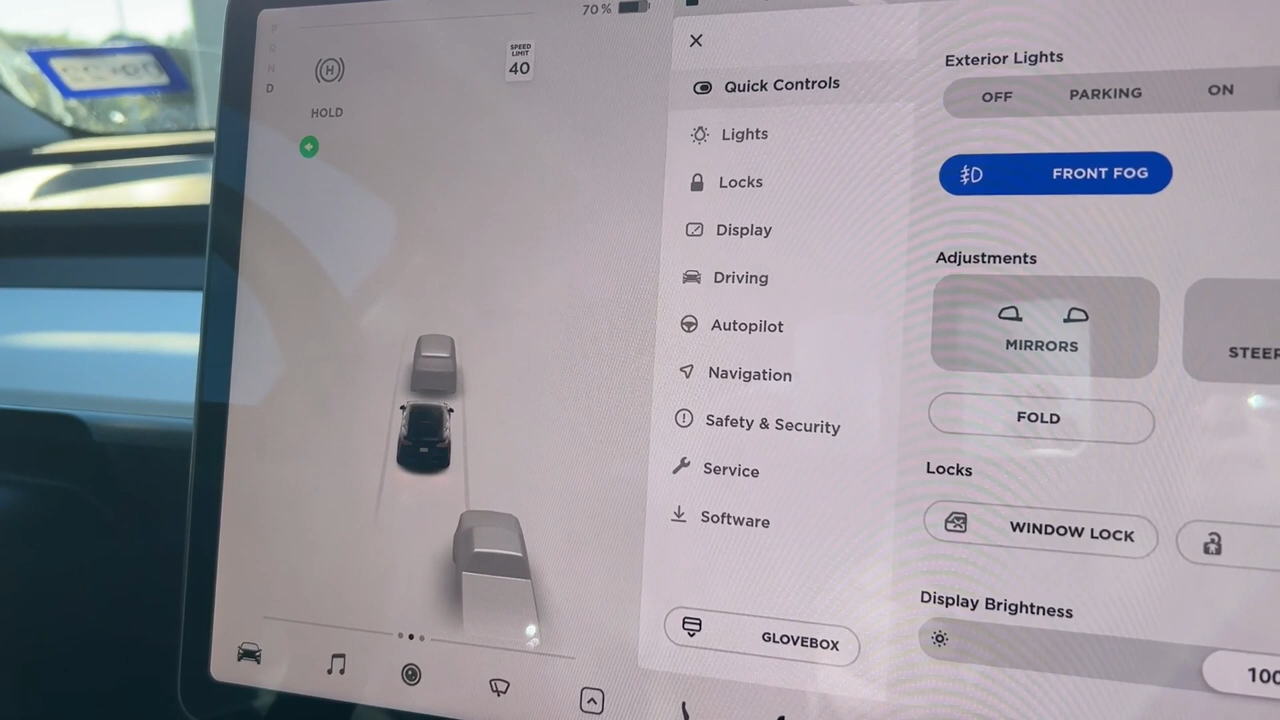 70 %
P
R
N
D
H
HOLD
SPEED
LIMIT
40
Quick Controls
Lights
Locks
Display
Driving
Autopilot
Navigation
Safety & Security
Service
Software
GLOVEBOX
Exterior Lights
OFF PARKING ON
FRONT FOG
Adjustments
MIRRORS
STEER
FOLD
Locks
WINDOW LOCK
Display Brightness
100